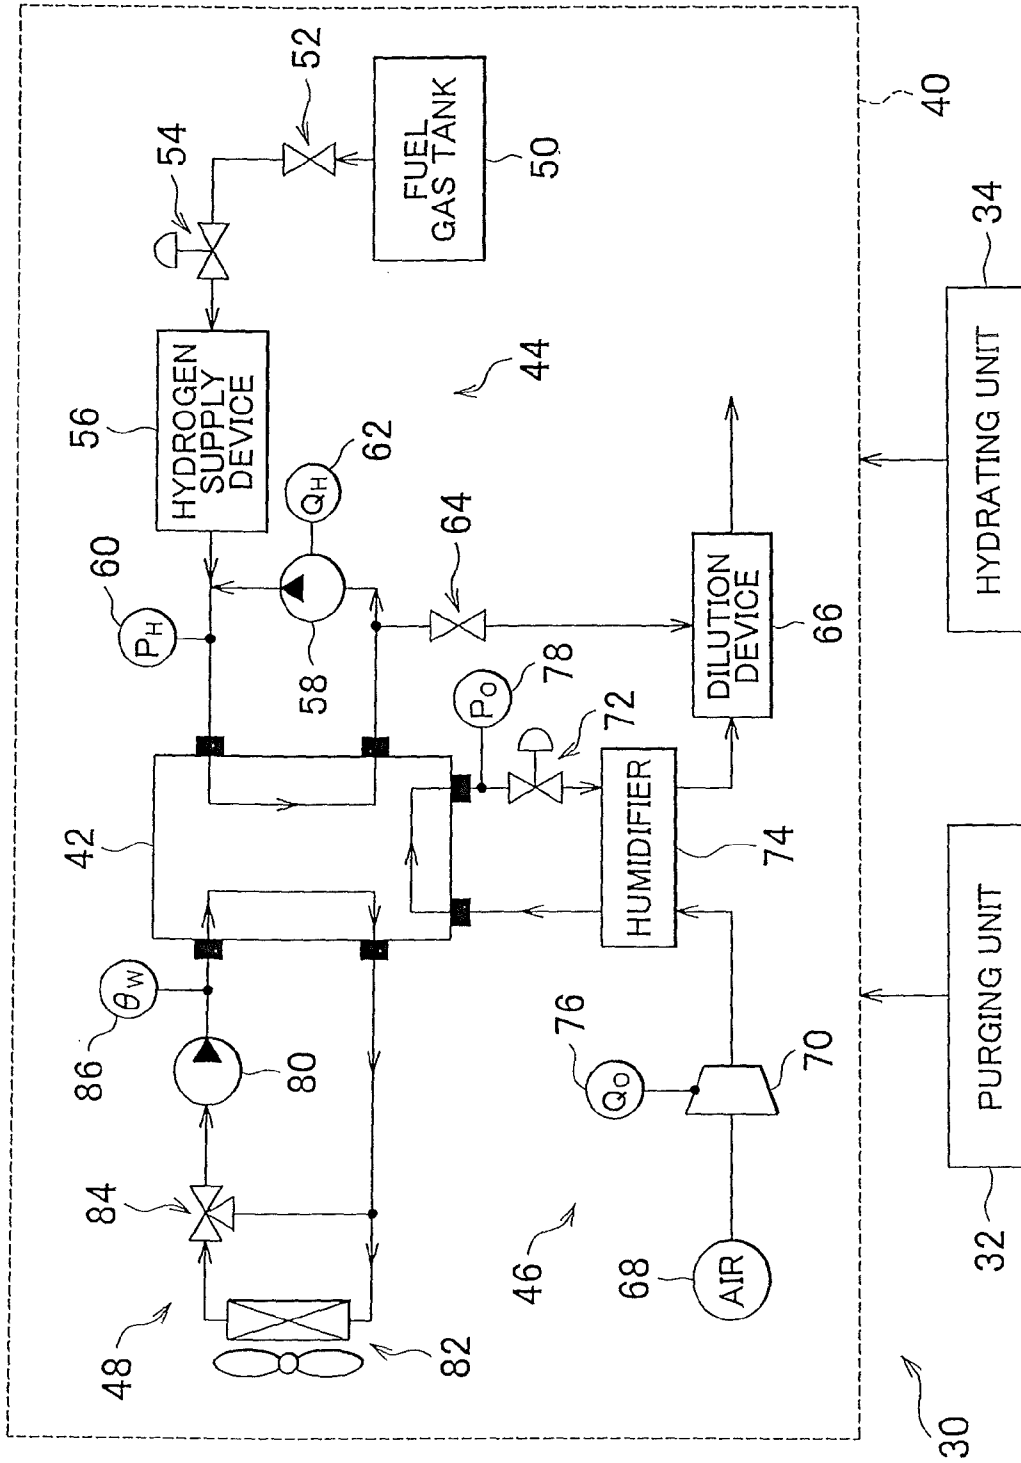 52
54
FUEL
GAS TANK
50
40
56
HYDROGEN
SUPPLY
DEVICE
44
34
HYDRATING UNIT
60
PH
QH
62
58
64
DILUTION
DEVICE
66
42
PO
78
72
HUMIDIFIER
74
86
θW
80
76
QO
70
PURGING UNIT
32
84
48
82
46
68
AIR
30